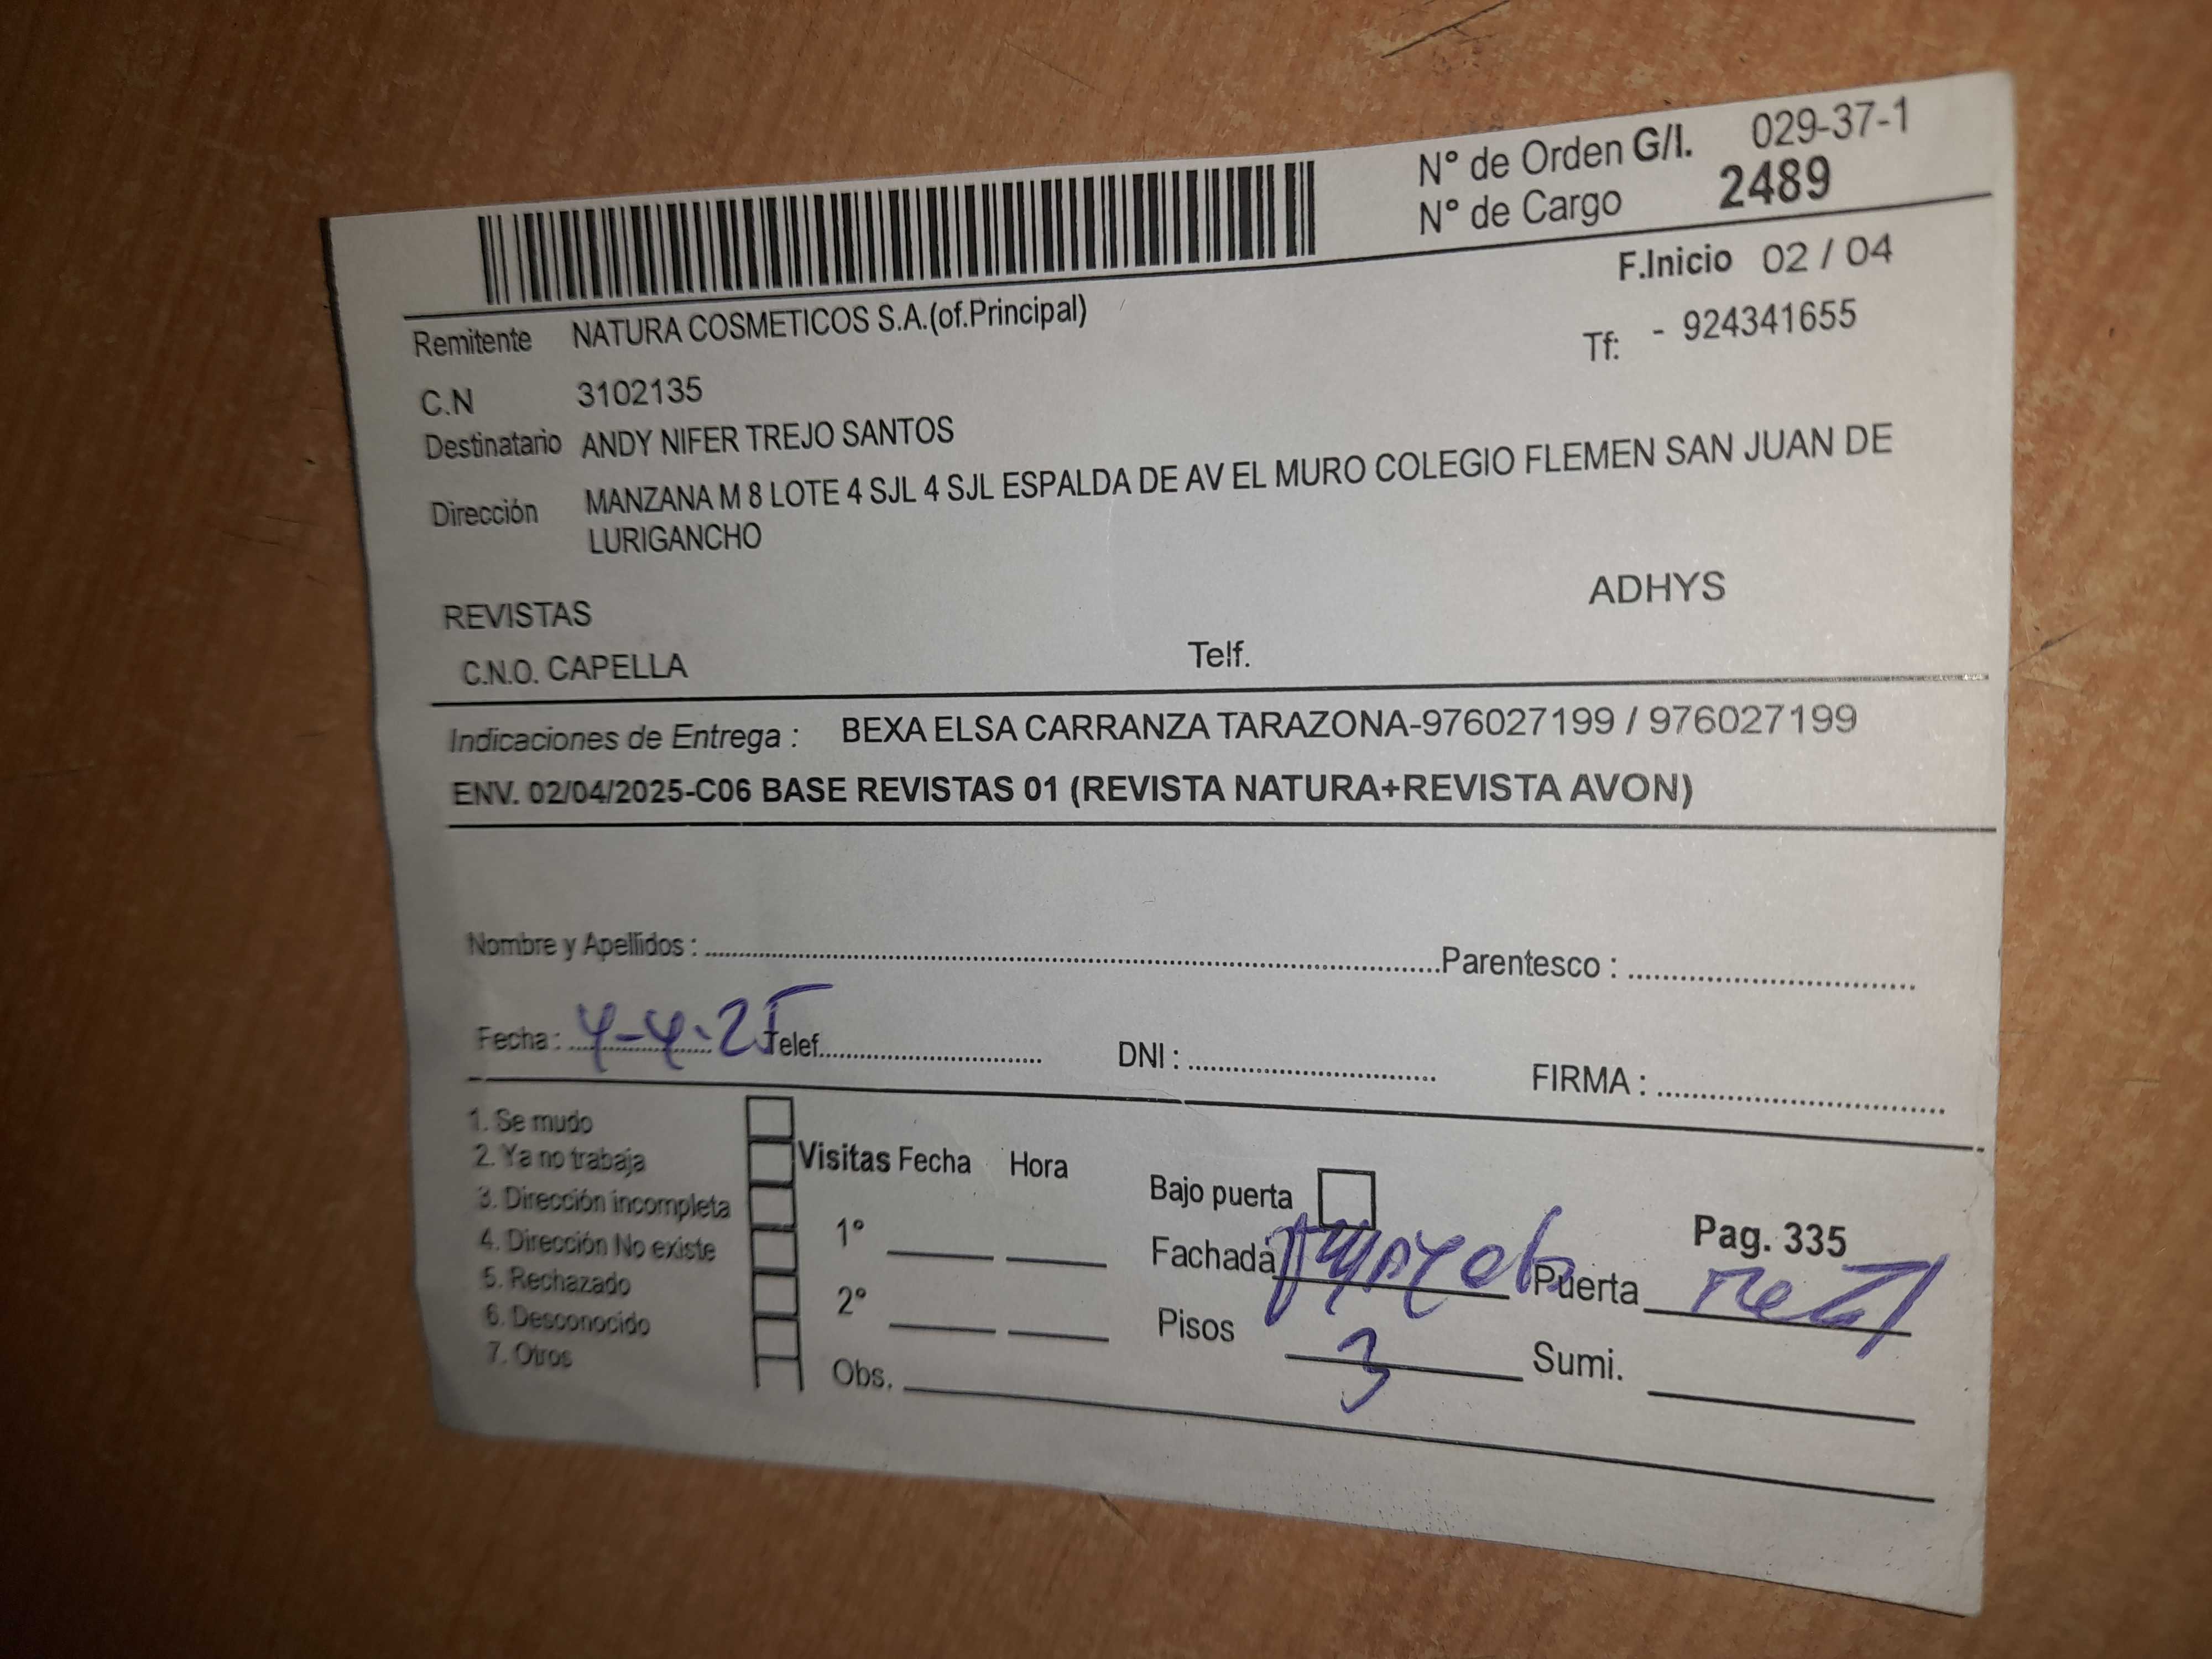 N° de Orden G/I. 029-37-1
N° de Cargo 2489
F.Inicio 02 / 04
Remitente NATURA COSMETICOS S.A.(of.Principal)
Tf: - 924341655
C.N 3102135
Destinatario ANDY NIFER TREJO SANTOS
Dirección MANZANA M 8 LOTE 4 SJL 4 SJL ESPALDA DE AV EL MURO COLEGIO FLEMEN SAN JUAN DE
LURIGANCHO
ADHYS
REVISTAS
C.N.O. CAPELLA Telf.
Indicaciones de Entrega : BEXA ELSA CARRANZA TARAZONA-976027199 / 976027199
ENV. 02/04/2025-C06 BASE REVISTAS 01 (REVISTA NATURA+REVISTA AVON)
Nombre y Apellidos : Parentesco :
Fecha : 4-4-25 Telef. DNI : FIRMA :
1. Se mudo
2. Ya no trabaja
3. Dirección incompleta
4. Dirección No existe
5. Rechazado
6. Desconocido
7. Otros
Visitas Fecha Hora
1°
2°
Obs.
Bajo puerta
Pag. 335
Fachada Puerta
Pisos 3 Sumi.